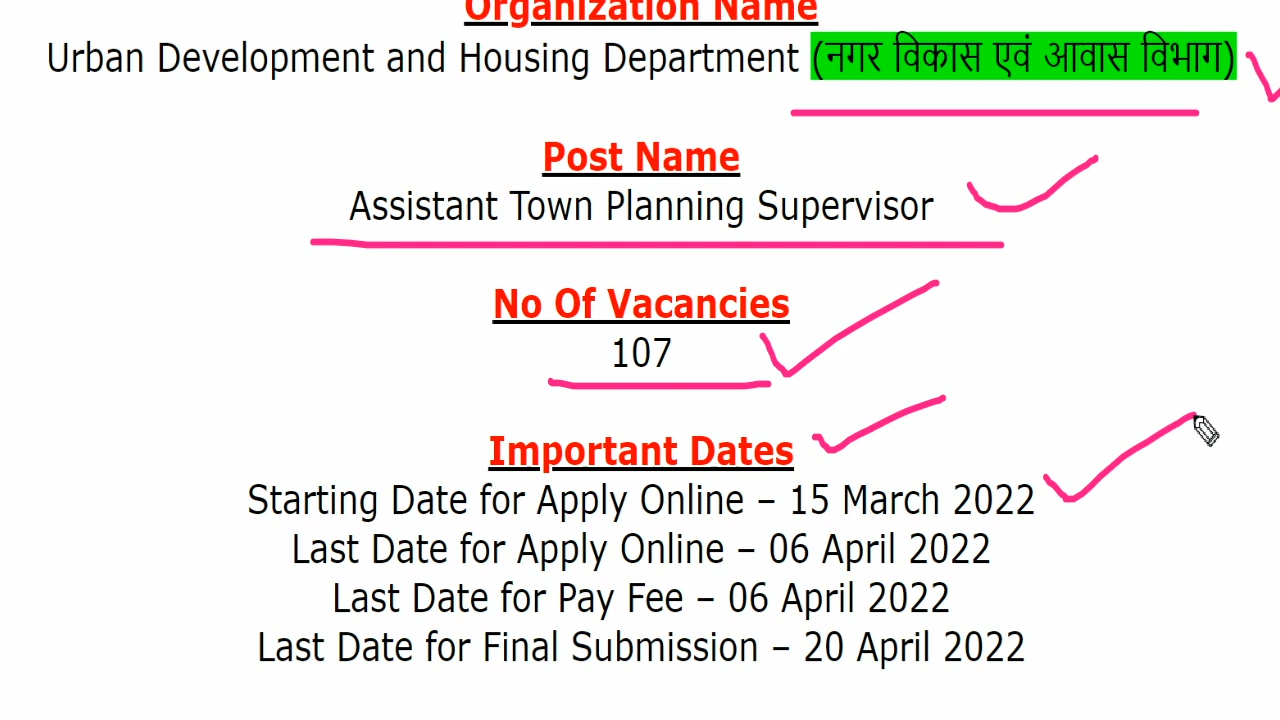 Organization Name
Urban Development and Housing Department (नगर विकास एवं आवास विभाग)
Post Name
Assistant Town Planning Supervisor
No Of Vacancies
107
Important Dates
Starting Date for Apply Online – 15 March 2022
Last Date for Apply Online – 06 April 2022
Last Date for Pay Fee – 06 April 2022
Last Date for Final Submission – 20 April 2022